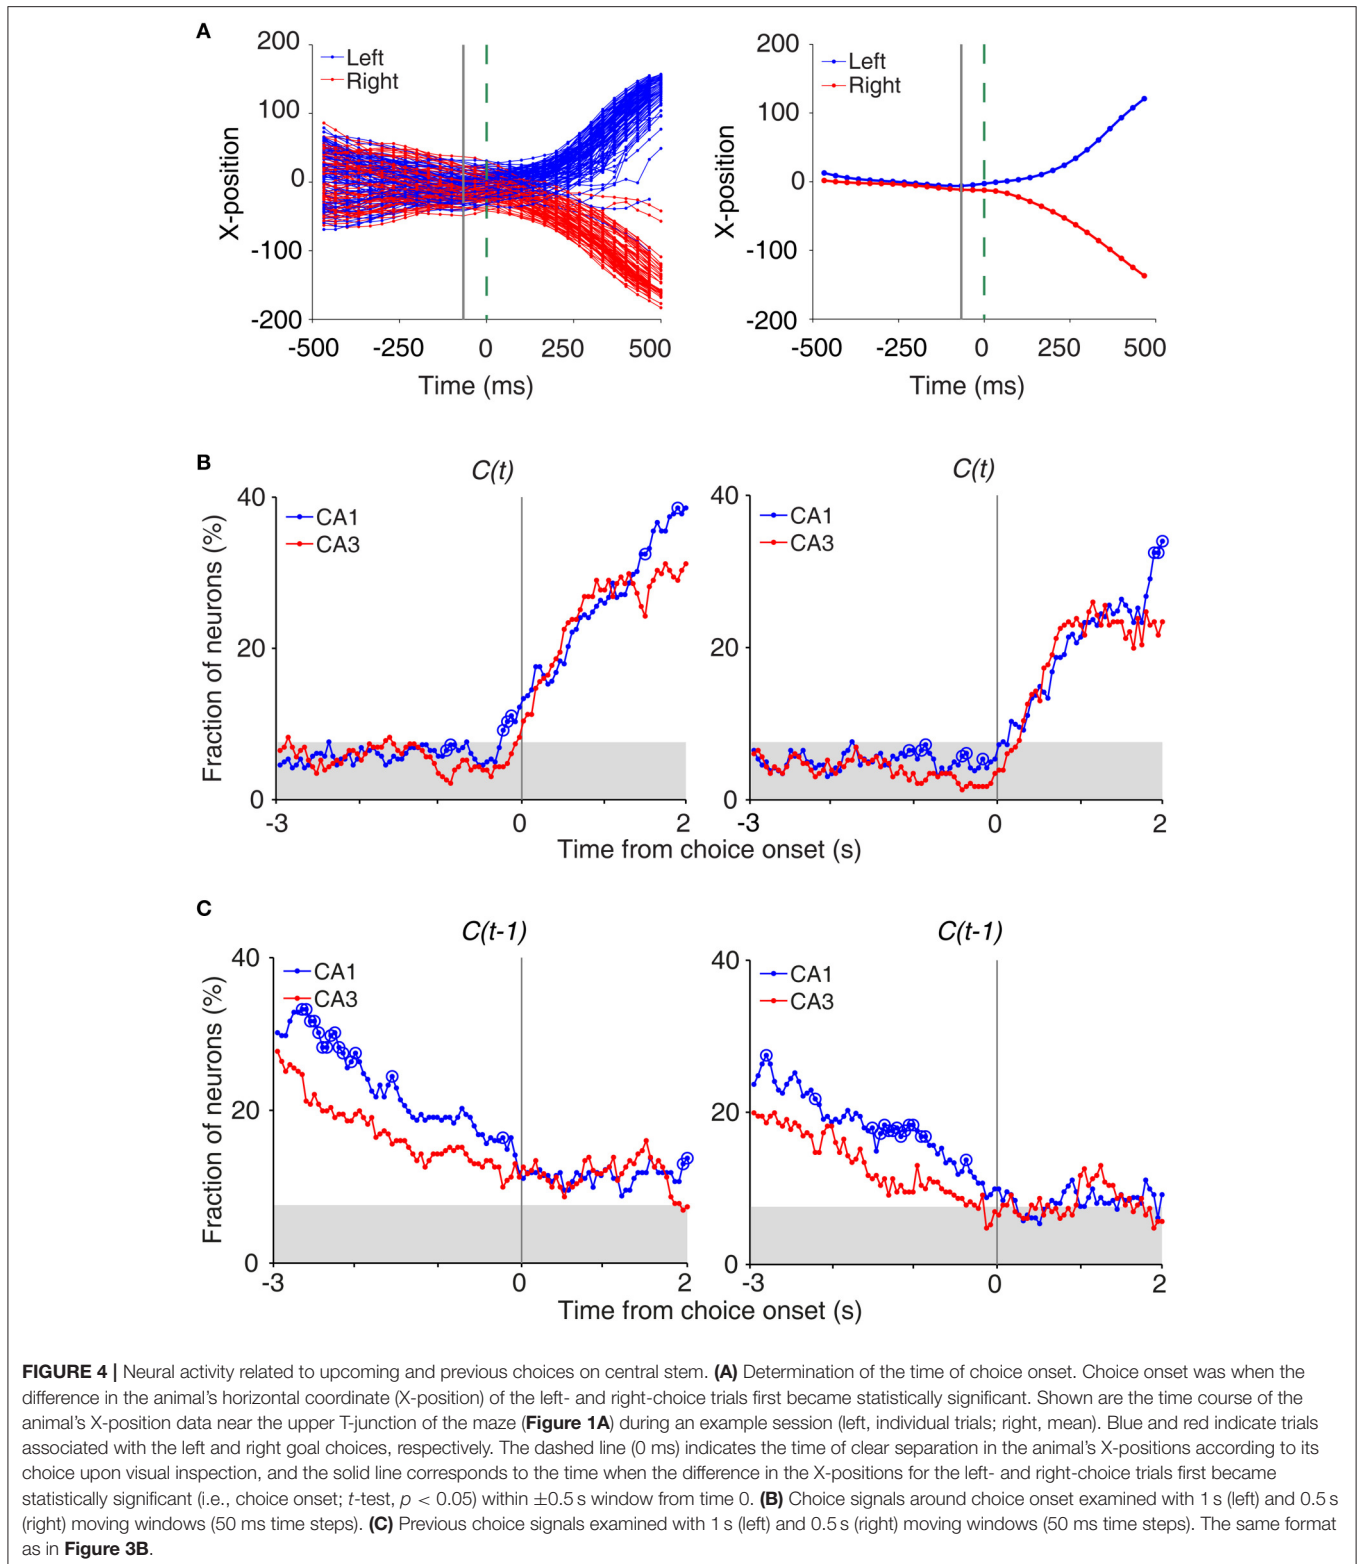 A
200
100
0
-100
-200
X-position
Left
Right
-500
-250
0
250
500
Time (ms)
200
100
0
-100
-200
X-position
Left
Right
-500
-250
0
250
500
Time (ms)
B
C(t)
40
20
0
Fraction of neurons (%)
CA1
CA3
-3
0
2
C(t)
40
20
0
CA1
CA3
-3
0
2
Time from choice onset (s)
C
C(t-1)
40
20
0
Fraction of neurons (%)
CA1
CA3
-3
0
2
C(t-1)
40
20
0
CA1
CA3
-3
0
2
Time from choice onset (s)
FIGURE 4 | Neural activity related to upcoming and previous choices on central stem. (A) Determination of the time of choice onset. Choice onset was when the
difference in the animal's horizontal coordinate (X-position) of the left- and right-choice trials first became statistically significant. Shown are the time course of the
animal's X-position data near the upper T-junction of the maze (Figure 1A) during an example session (left, individual trials; right, mean). Blue and red indicate trials
associated with the left and right goal choices, respectively. The dashed line (0 ms) indicates the time of clear separation in the animal's X-positions according to its
choice upon visual inspection, and the solid line corresponds to the time when the difference in the X-positions for the left- and right-choice trials first became
statistically significant (i.e., choice onset; t-test, p < 0.05) within ±0.5 s window from time 0. (B) Choice signals around choice onset examined with 1 s (left) and 0.5 s
(right) moving windows (50 ms time steps). (C) Previous choice signals examined with 1 s (left) and 0.5 s (right) moving windows (50 ms time steps). The same format
as in Figure 3B.